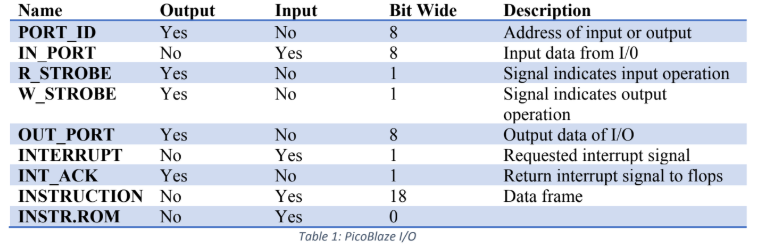 Name Output Input Bit Wide Description
PORT_ID Yes No 8 Address of input or output
IN_PORT No Yes 8 Input data from I/0
R_STROBE Yes No 1 Signal indicates input operation
W_STROBE Yes No 1 Signal indicates output
operation
OUT_PORT Yes No 8 Output data of I/O
INTERRUPT No Yes 1 Requested interrupt signal
INT_ACK Yes No 1 Return interrupt signal to flops
INSTRUCTION No Yes 18 Data frame
INSTR.ROM No Yes 0
Table 1: PicoBlaze I/O